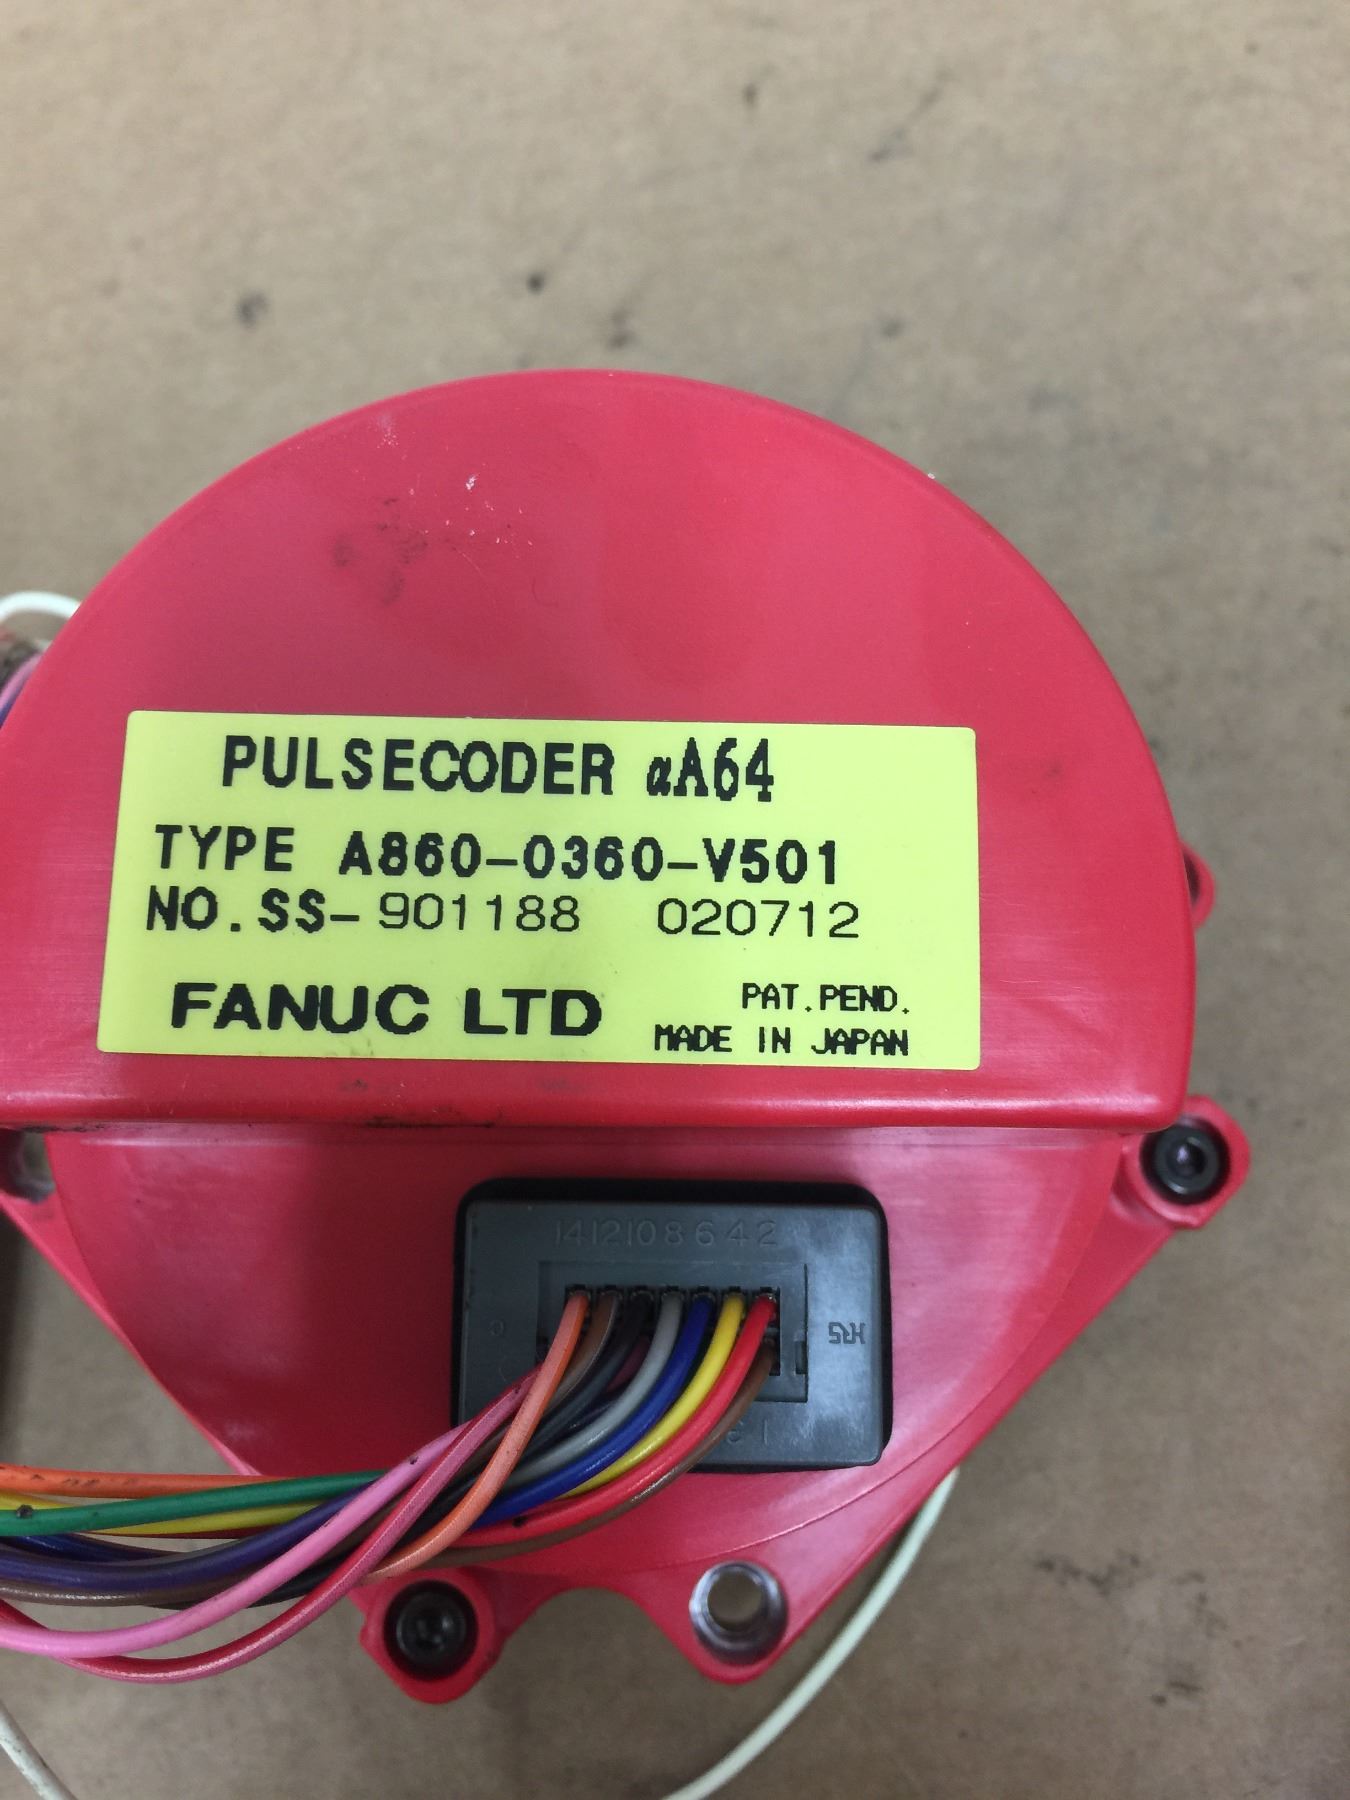 PULSECODER αA64
TYPE A860-0360-V501
NO.SS-901188 020712
FANUC LTD
PAT.PEND.
MADE IN JAPAN
14 12 10 8 6 4 2
HRS
1